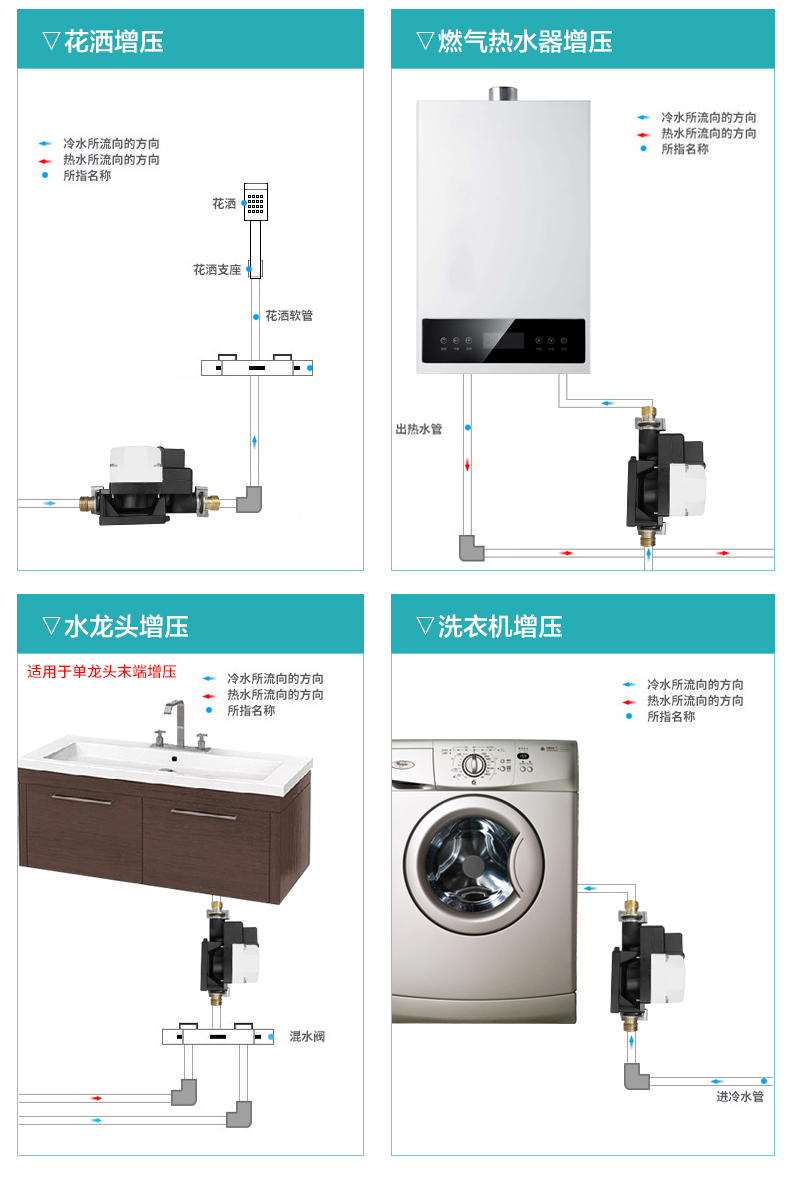 ▽花洒增压
冷水所流向的方向
热水所流向的方向
所指名称
花洒
花洒支座
花洒软管
▽燃气热水器增压
冷水所流向的方向
热水所流向的方向
所指名称
出热水管
▽水龙头增压
适用于单龙头末端增压
冷水所流向的方向
热水所流向的方向
所指名称
混水阀
▽洗衣机增压
冷水所流向的方向
热水所流向的方向
所指名称
进冷水管